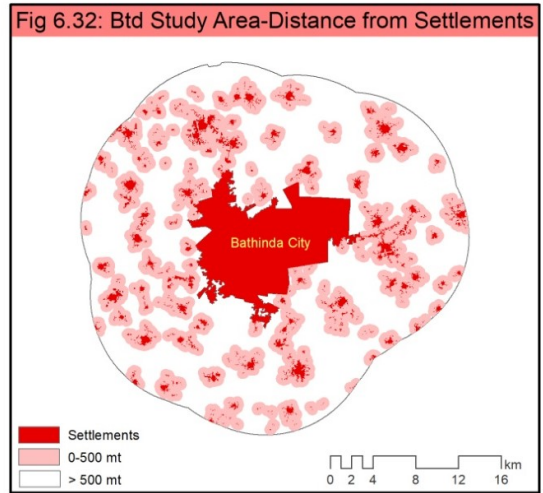 Fig 6.32: Btd Study Area-Distance from Settlements
Bathinda City
Settlements
0-500 mt
> 500 mt
km
0 2 4 8 12 16